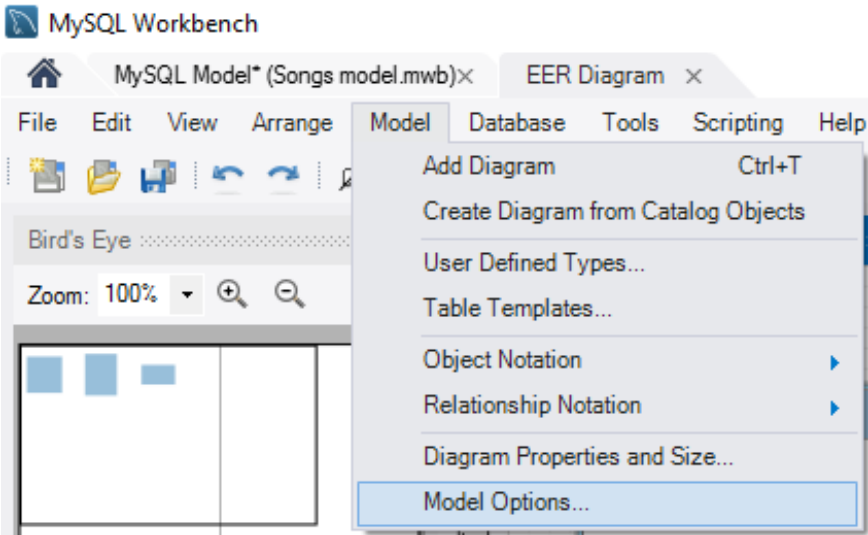 MySQL Workbench
MySQL Model* (Songs model.mwb)× EER Diagram ×
File Edit View Arrange Model Database Tools Scripting Help
Add Diagram Ctrl+T
Create Diagram from Catalog Objects
Bird's Eye
User Defined Types...
Zoom: 100%
Table Templates...
Object Notation
Relationship Notation
Diagram Properties and Size...
Model Options...